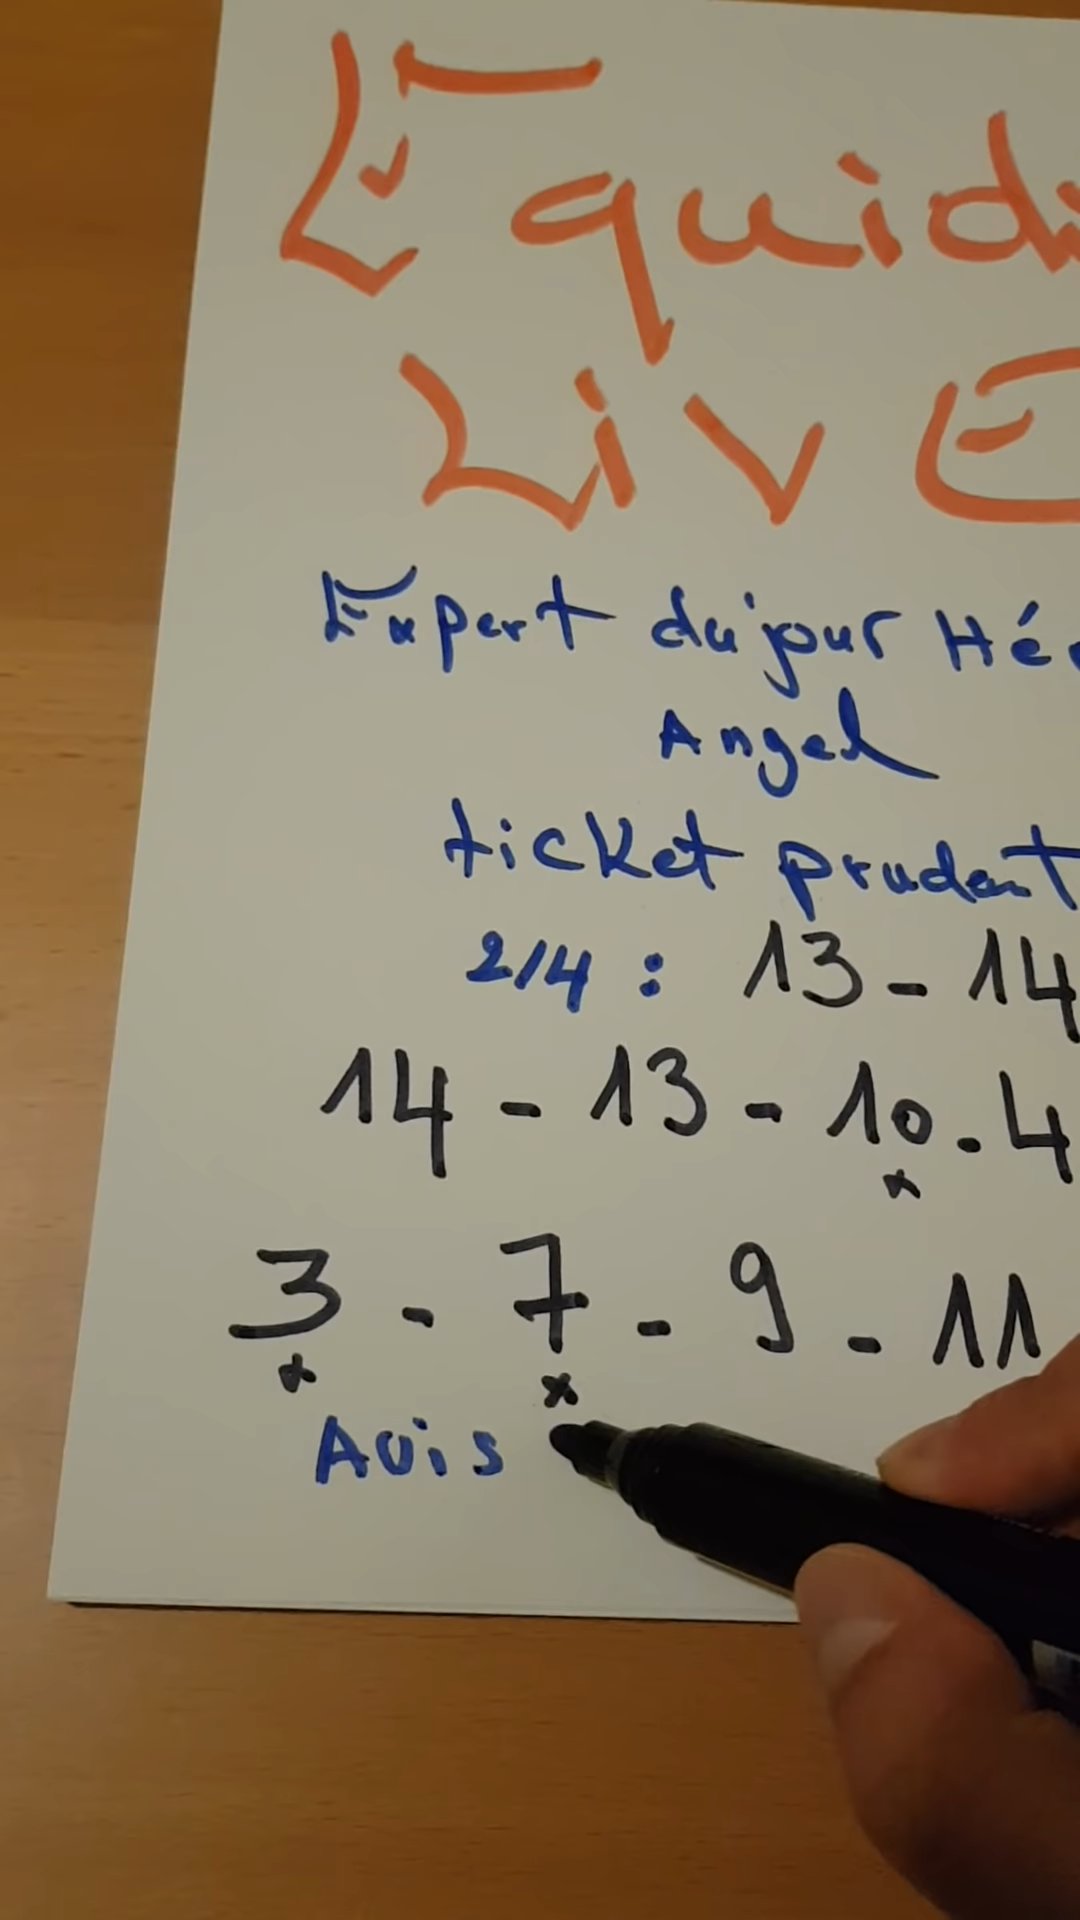 Equidi
LIVE
Expert du jour Hé
Angel
ticket prudent
2/4 : 13 - 14
14 - 13 - 10 - 4
3 - 7 - 9 - 11
Avis